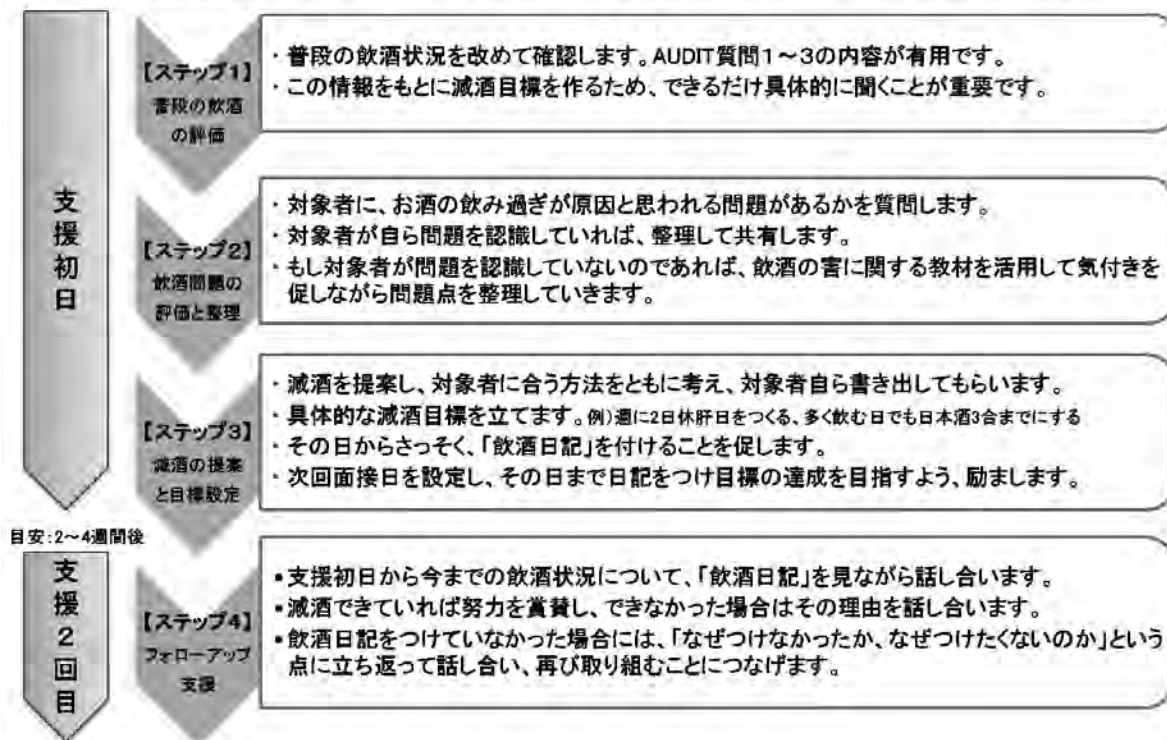 支援初日
【ステップ1】
普段の飲酒
の評価
・普段の飲酒状況を改めて確認します。AUDIT質問1～3の内容が有用です。
・この情報をもとに減酒目標を作るため、できるだけ具体的に聞くことが重要です。
【ステップ2】
飲酒問題の
評価と整理
・対象者に、お酒の飲み過ぎが原因と思われる問題があるかを質問します。
・対象者が自ら問題を認識していれば、整理して共有します。
・もし対象者が問題を認識していないのであれば、飲酒の害に関する教材を活用して気付きを
促しながら問題点を整理していきます。
【ステップ3】
減酒の提案
と目標設定
・減酒を提案し、対象者に合う方法をともに考え、対象者自ら書き出してもらいます。
・具体的な減酒目標を立てます。例)週に2日休肝日をつくる、多く飲む日でも日本酒3合までにする
・その日からさっそく、「飲酒日記」を付けることを促します。
・次回面接日を設定し、その日まで日記をつけ目標の達成を目指すよう、励まします。
目安:2～4週間後
支援2回目
【ステップ4】
フォローアップ
支援
•支援初日から今までの飲酒状況について、「飲酒日記」を見ながら話し合います。
•減酒できていれば努力を賞賛し、できなかった場合はその理由を話し合います。
•飲酒日記をつけていなかった場合には、「なぜつけなかったか、なぜつけたくないのか」という
点に立ち返って話し合い、再び取り組むことにつなげます。